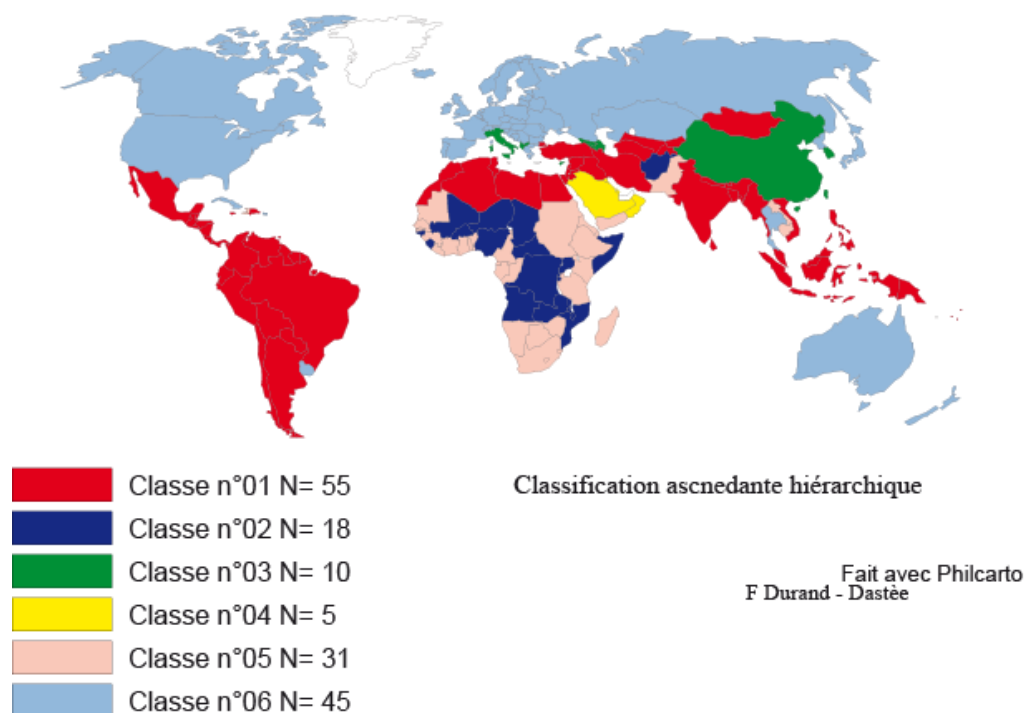 Classe n°01 N= 55
Classe n°02 N= 18
Classe n°03 N= 10
Classe n°04 N= 5
Classe n°05 N= 31
Classe n°06 N= 45
Classification ascnedante hiérarchique
Fait avec Philcarto
F Durand - Dastèe